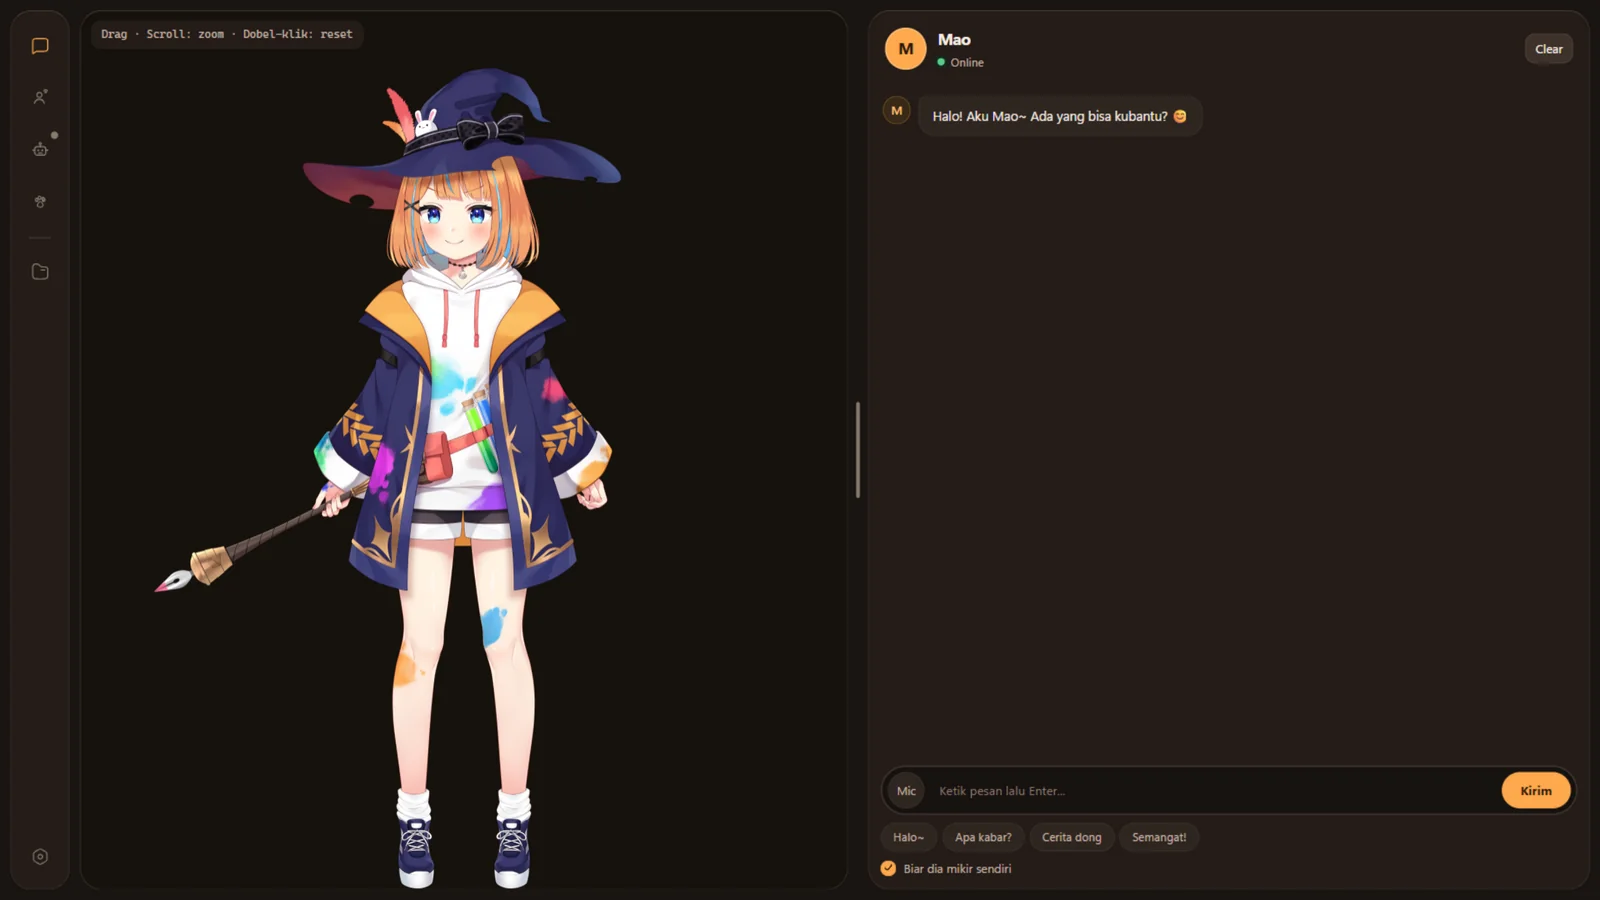 Drag · Scroll: zoom · Dobel-klik: reset
M
Mao
Online
Clear
M
Halo! Aku Mao~ Ada yang bisa kubantu? 😊
Mic
Ketik pesan lalu Enter...
Kirim
Halo~
Apa kabar?
Cerita dong
Semangat!
Biar dia mikir sendiri